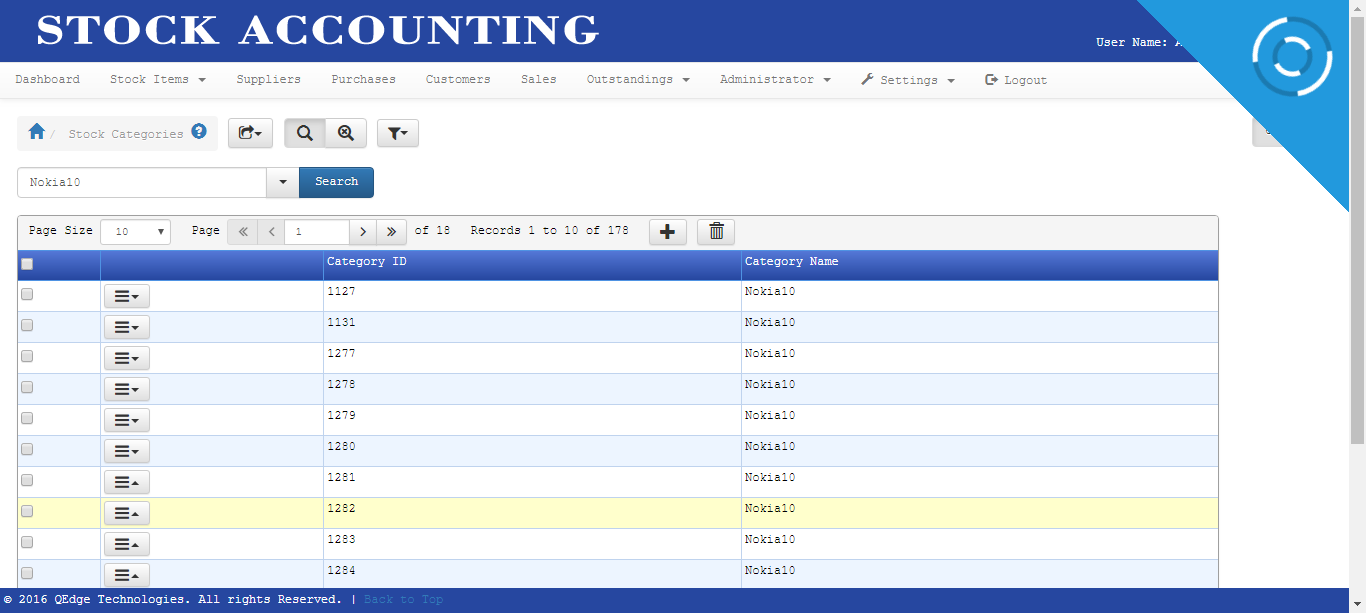 STOCK ACCOUNTING
User Name:
Dashboard Stock Items Suppliers Purchases Customers Sales Outstandings Administrator Settings Logout
/ Stock Categories
Nokia10 Search
Page Size 10 Page 1 of 18 Records 1 to 10 of 178
Category ID Category Name
1127 Nokia10
1131 Nokia10
1277 Nokia10
1278 Nokia10
1279 Nokia10
1280 Nokia10
1281 Nokia10
1282 Nokia10
1283 Nokia10
1284 Nokia10
© 2016 QEdge Technologies. All rights Reserved. | Back to Top